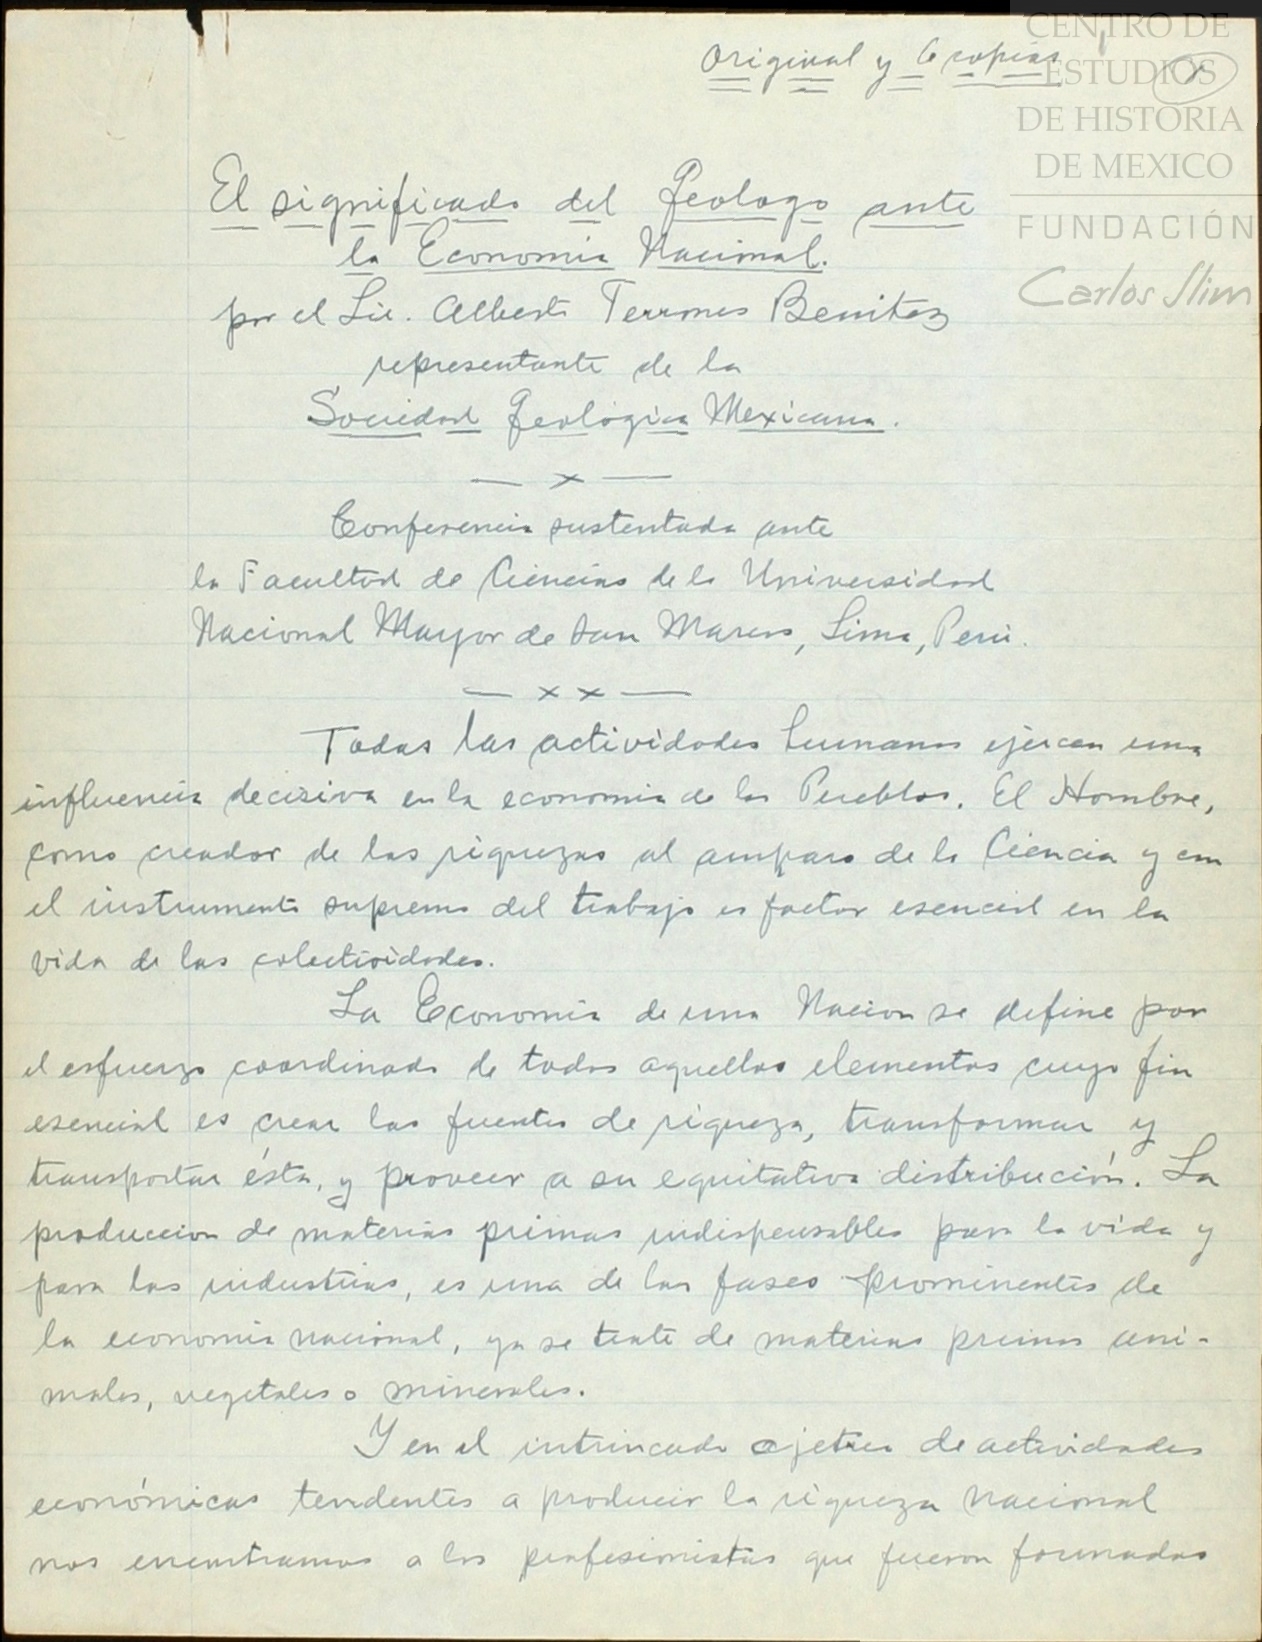 Original y 6 copias
CENTRO DE
ESTUDIOS
DE HISTORIA
DE MEXICO
FUNDACIÓN
Carlos Slim
El significado del Geologo ante
la Economia Nacional.
por el Lic. Alberto Terrones Benitez
representante de la
Sociedad Geológica Mexicana.
— x —
Conferencia sustentada ante
la Facultad de Ciencias de la Universidad
Nacional Mayor de San Marcos, Lima, Perú.
— x x —
Todas las actividades humanas ejercen una
influencia decisiva en la economia de los Pueblos. El Hombre,
como creador de las riquezas al amparo de la Ciencia y con
el instrumento supremo del trabajo es factor esencial en la
vida de las colectividades.
La Economia de una Nacion se define por
el esfuerzo coordinado de todos aquellos elementos cuyo fin
esencial es crear las fuentes de riqueza, transformar y
transportar ésta, y proveer a su equitativa distribución. La
produccion de materias primas indispensables para la vida y
para las industrias, es una de las fases prominentes de
la economia nacional, ya se trate de materias primas ani-
males, vegetales o minerales.
Y en el intrincado ajetreo de actividades
económicas tendentes a producir la riqueza nacional
nos encontramos a los profesionistas que fueron formados